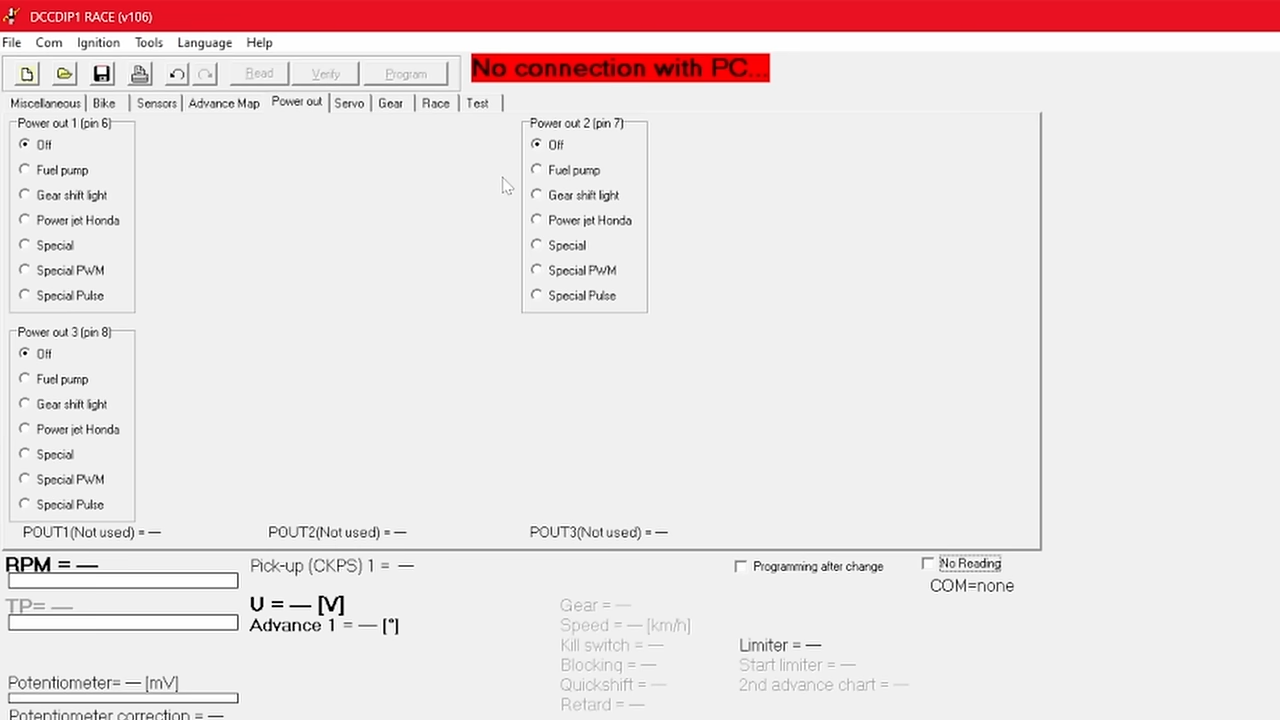 DCCDIP1 RACE (v106)
File Com Ignition Tools Language Help
Read Verify Program
No connection with PC...
Miscellaneous Bike Sensors Advance Map Power out Servo Gear Race Test
Power out 1 (pin 6)
Off
Fuel pump
Gear shift light
Power jet Honda
Special
Special PWM
Special Pulse
Power out 2 (pin 7)
Off
Fuel pump
Gear shift light
Power jet Honda
Special
Special PWM
Special Pulse
Power out 3 (pin 8)
Off
Fuel pump
Gear shift light
Power jet Honda
Special
Special PWM
Special Pulse
POUT1(Not used) = — POUT2(Not used) = — POUT3(Not used) = —
RPM = —
TP= —
Potentiometer= — [mV]
Potentiometer correction = —
Pick-up (CKPS) 1 = —
U = — [V]
Advance 1 = — [°]
Gear = —
Speed = — [km/h]
Kill switch = —
Blocking = —
Quickshift = —
Retard = —
Programming after change
No Reading
COM=none
Limiter = —
Start limiter = —
2nd advance chart = —